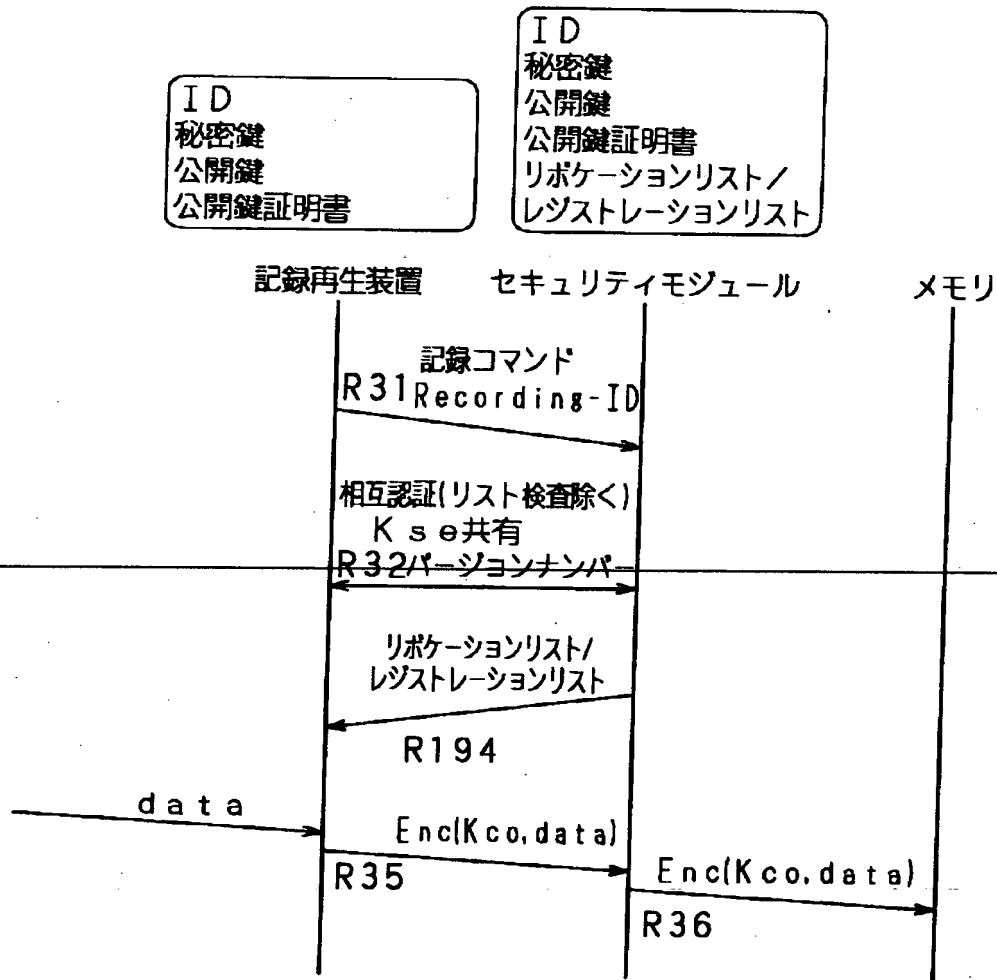 ID
秘密鍵
公開鍵
公開鍵証明書
ID
秘密鍵
公開鍵
公開鍵証明書
リボケーションリスト/
レジストレーションリスト
記録再生装置
セキュリティモジュール
メモリ
記録コマンド
R31 Recording-ID
相互認証(リスト検査除く)
Kse共有
R32バージョンナンバー
リボケーションリスト/
レジストレーションリスト
R194
data
Enc(Kco,data)
R35
Enc(Kco,data)
R36